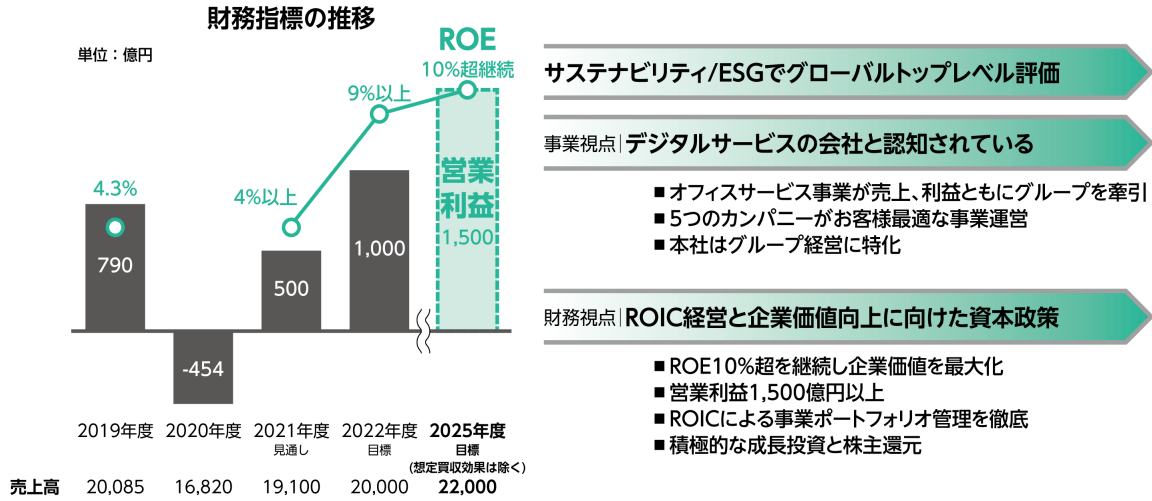 財務指標の推移
単位：億円
ROE
10%超継続
9%以上
4%以上
4.3%
営業
利益
1,500
1,000
790
500
-454
2019年度
2020年度
2021年度
見通し
2022年度
目標
2025年度
目標
(想定買収効果は除く)
売上高 20,085 16,820 19,100 20,000 22,000
サステナビリティ/ESGでグローバルトップレベル評価
事業視点|デジタルサービスの会社と認知されている
■ オフィスサービス事業が売上、利益ともにグループを牽引
■ 5つのカンパニーがお客様最適な事業運営
■ 本社はグループ経営に特化
財務視点|ROIC経営と企業価値向上に向けた資本政策
■ ROE10%超を継続し企業価値を最大化
■ 営業利益1,500億円以上
■ ROICによる事業ポートフォリオ管理を徹底
■ 積極的な成長投資と株主還元